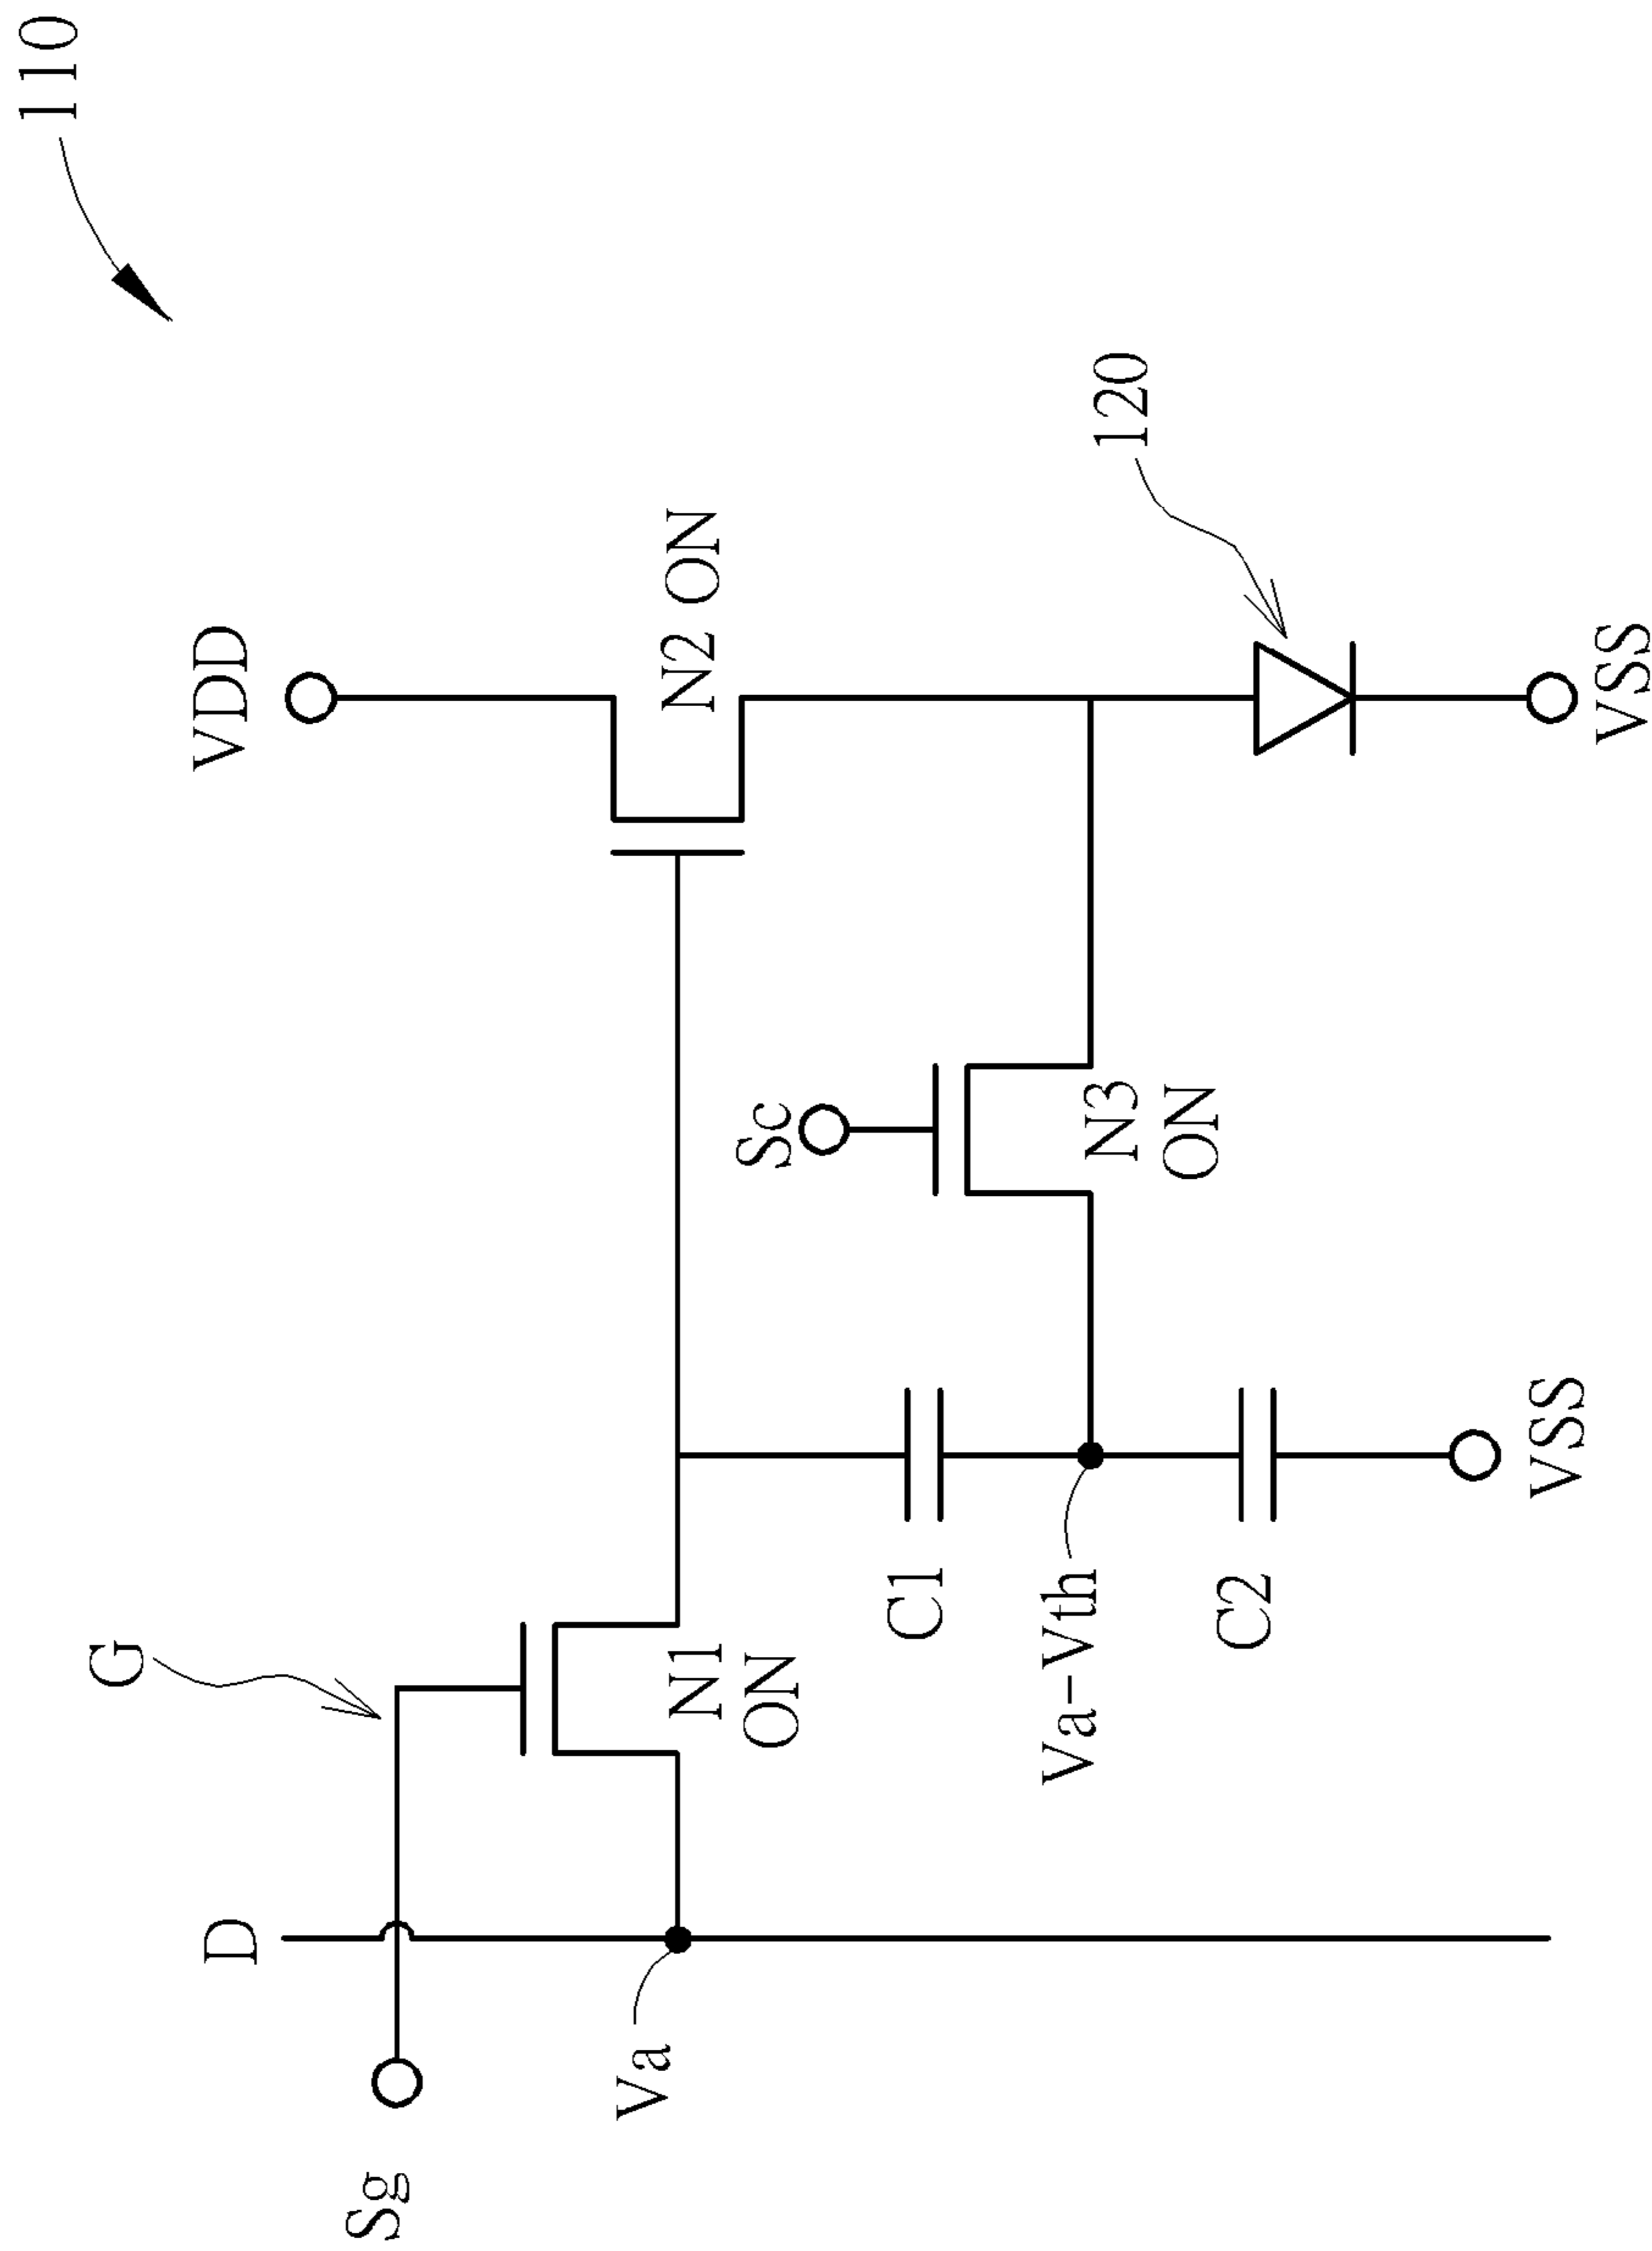 110
VDD
N2 ON
120
VSS
Sc
N3
ON
G
N1
ON
C1
Va-Vth
C2
VSS
D
Va
Sg